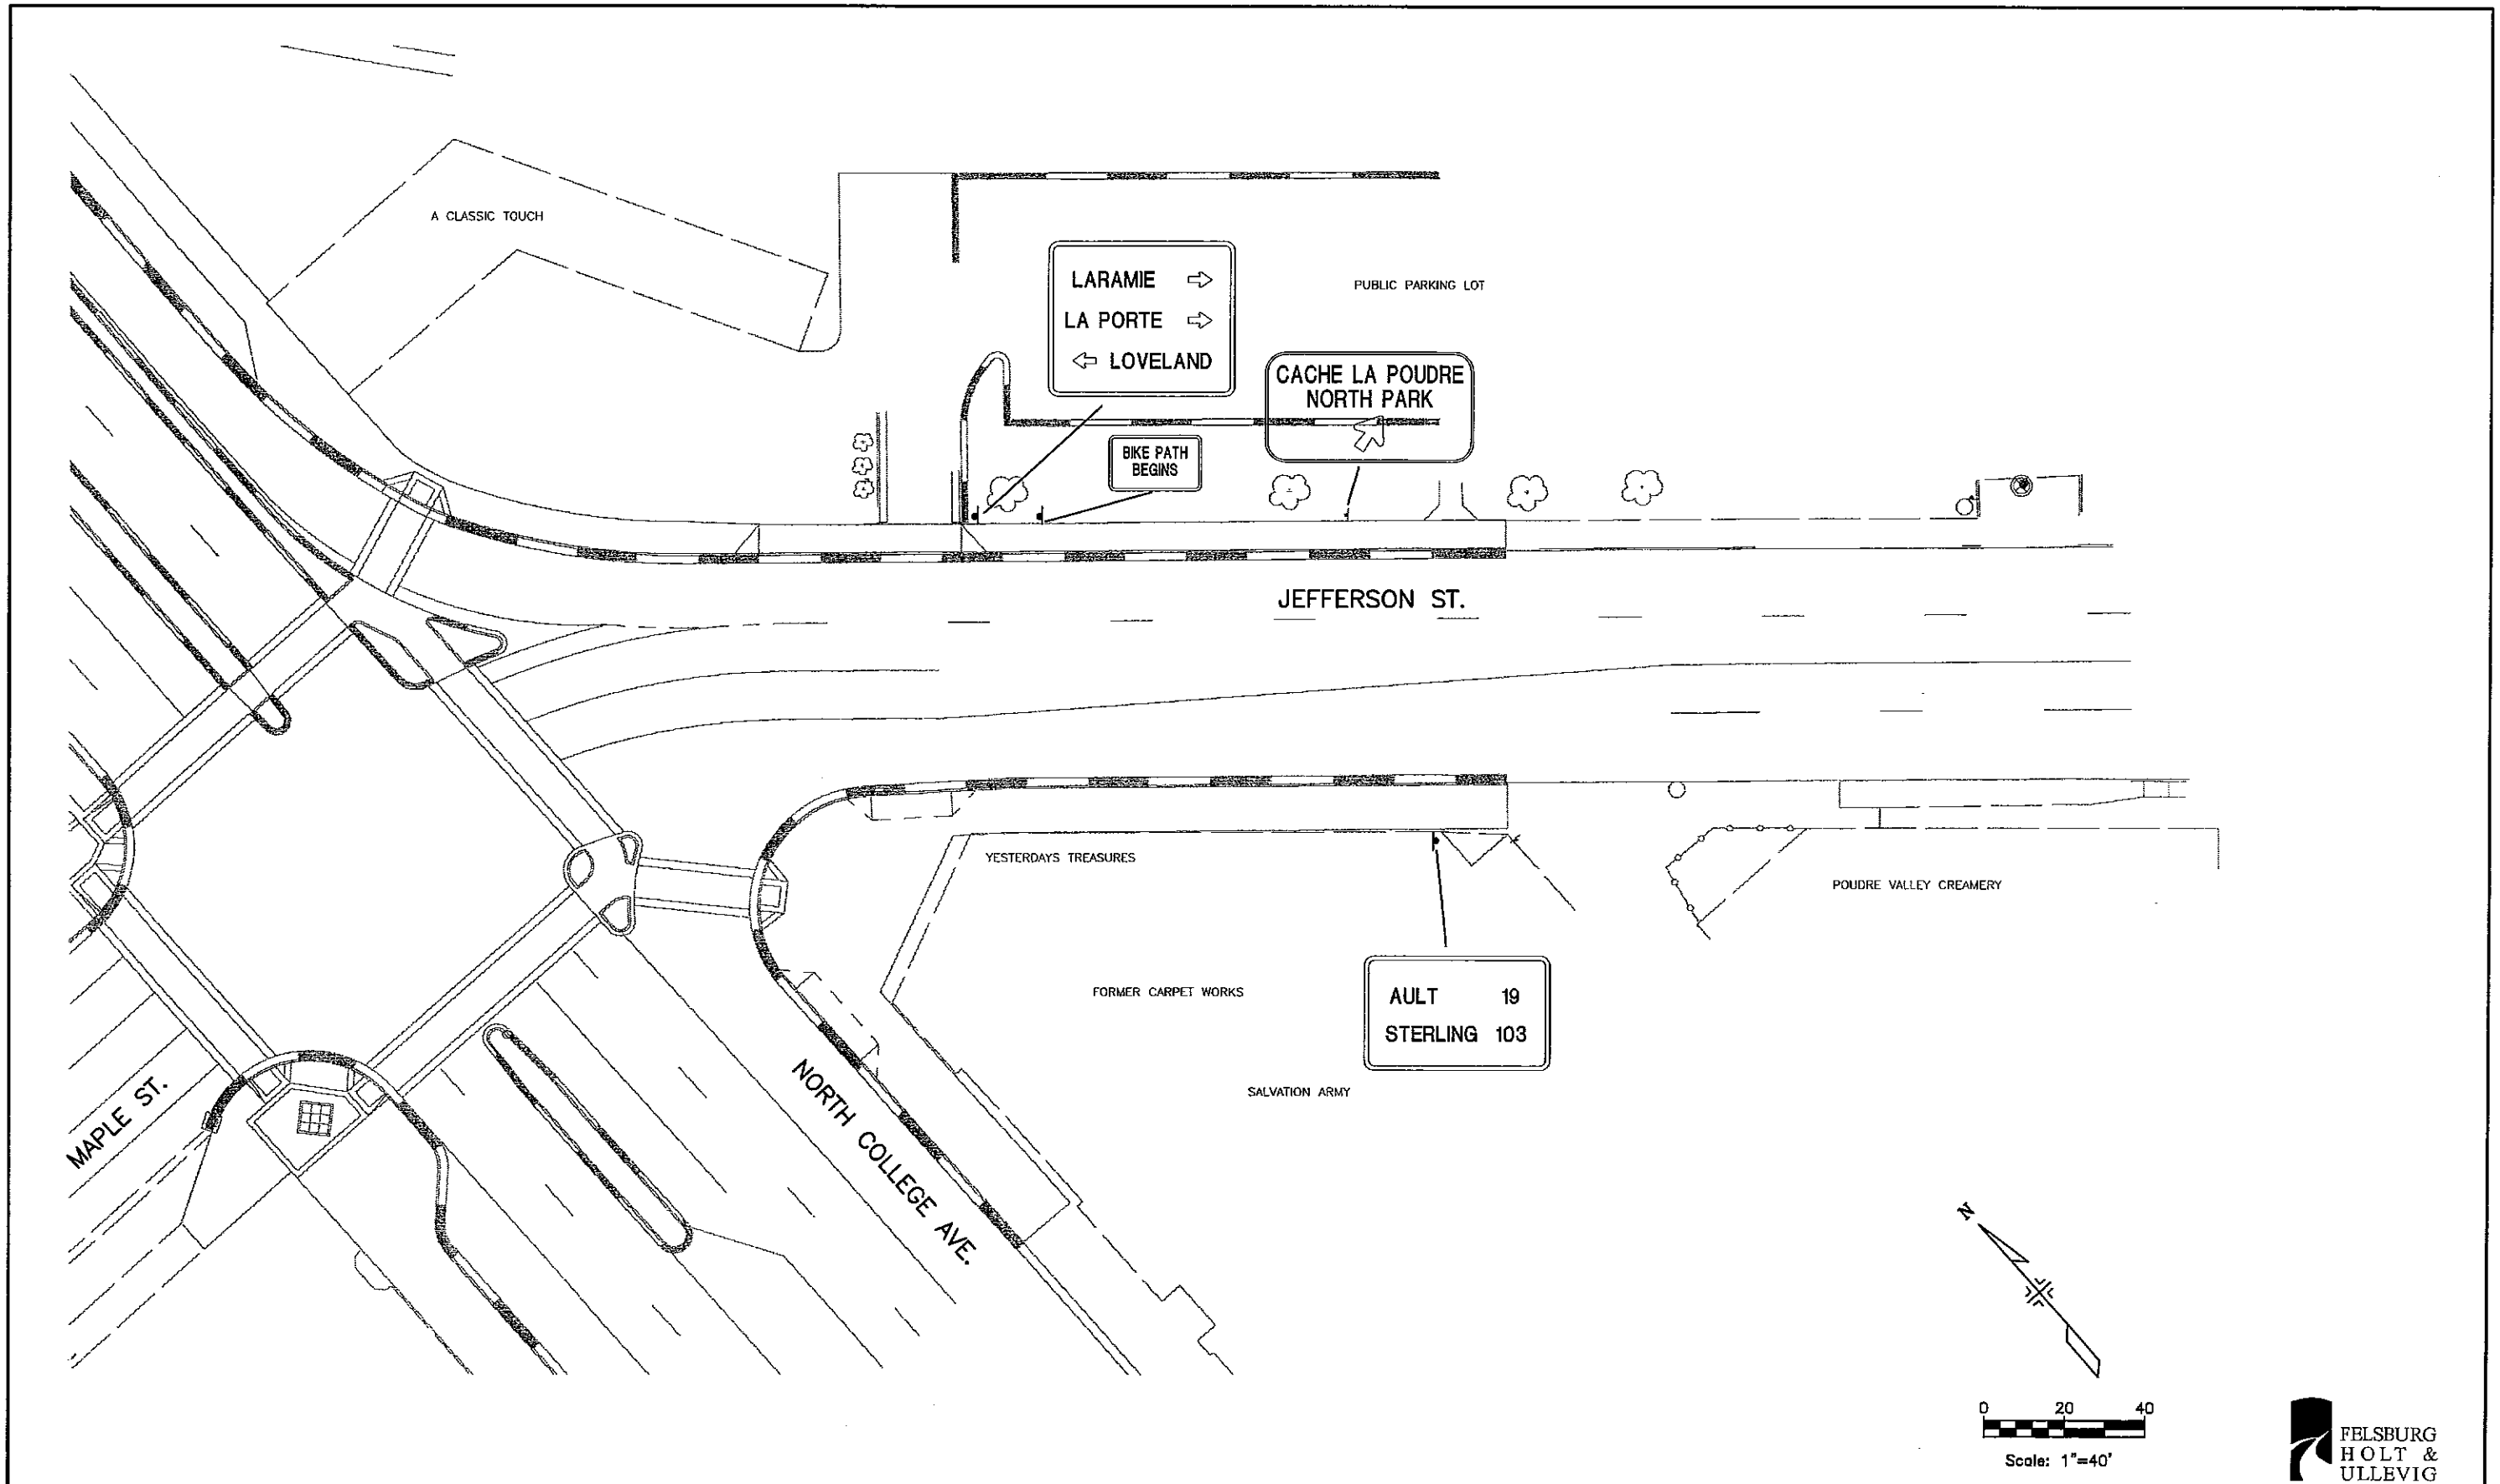 A CLASSIC TOUCH
LARAMIE ⇨
LA PORTE ⇨
⇦ LOVELAND
PUBLIC PARKING LOT
CACHE LA POUDRE
NORTH PARK
BIKE PATH
BEGINS
JEFFERSON ST.
YESTERDAYS TREASURES
POUDRE VALLEY CREAMERY
FORMER CARPET WORKS
AULT 19
STERLING 103
SALVATION ARMY
MAPLE ST.
NORTH COLLEGE AVE.
N
0 20 40
Scale: 1"=40'
FELSBURG
HOLT &
ULLEVIG